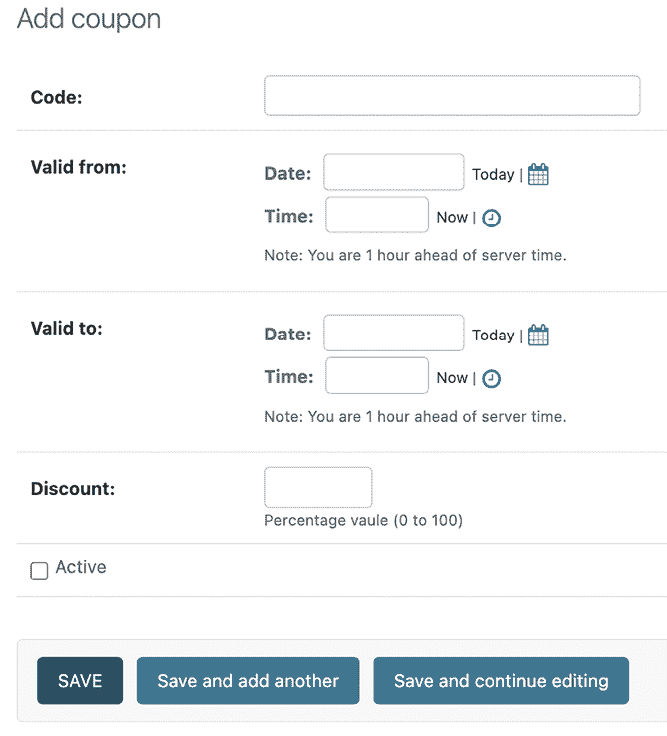 Add coupon
Code:
Valid from:
Date: Today |
Time: Now |
Note: You are 1 hour ahead of server time.
Valid to:
Date: Today |
Time: Now |
Note: You are 1 hour ahead of server time.
Discount:
Percentage vaule (0 to 100)
Active
SAVE Save and add another Save and continue editing